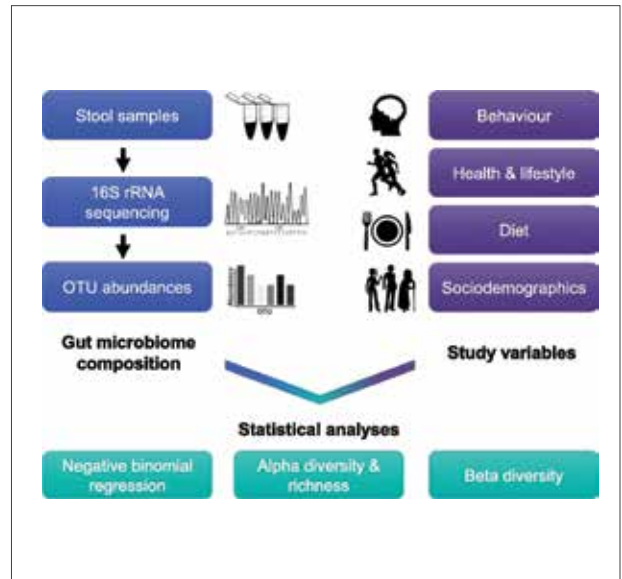 Stool samples
16S rRNA
sequencing
OTU abundances
Gut microbiome
composition
Behaviour
Health & lifestyle
Diet
Sociodemographics
Study variables
Statistical analyses
Negative binomial
regression
Alpha diversity &
richness
Beta diversity
OTU